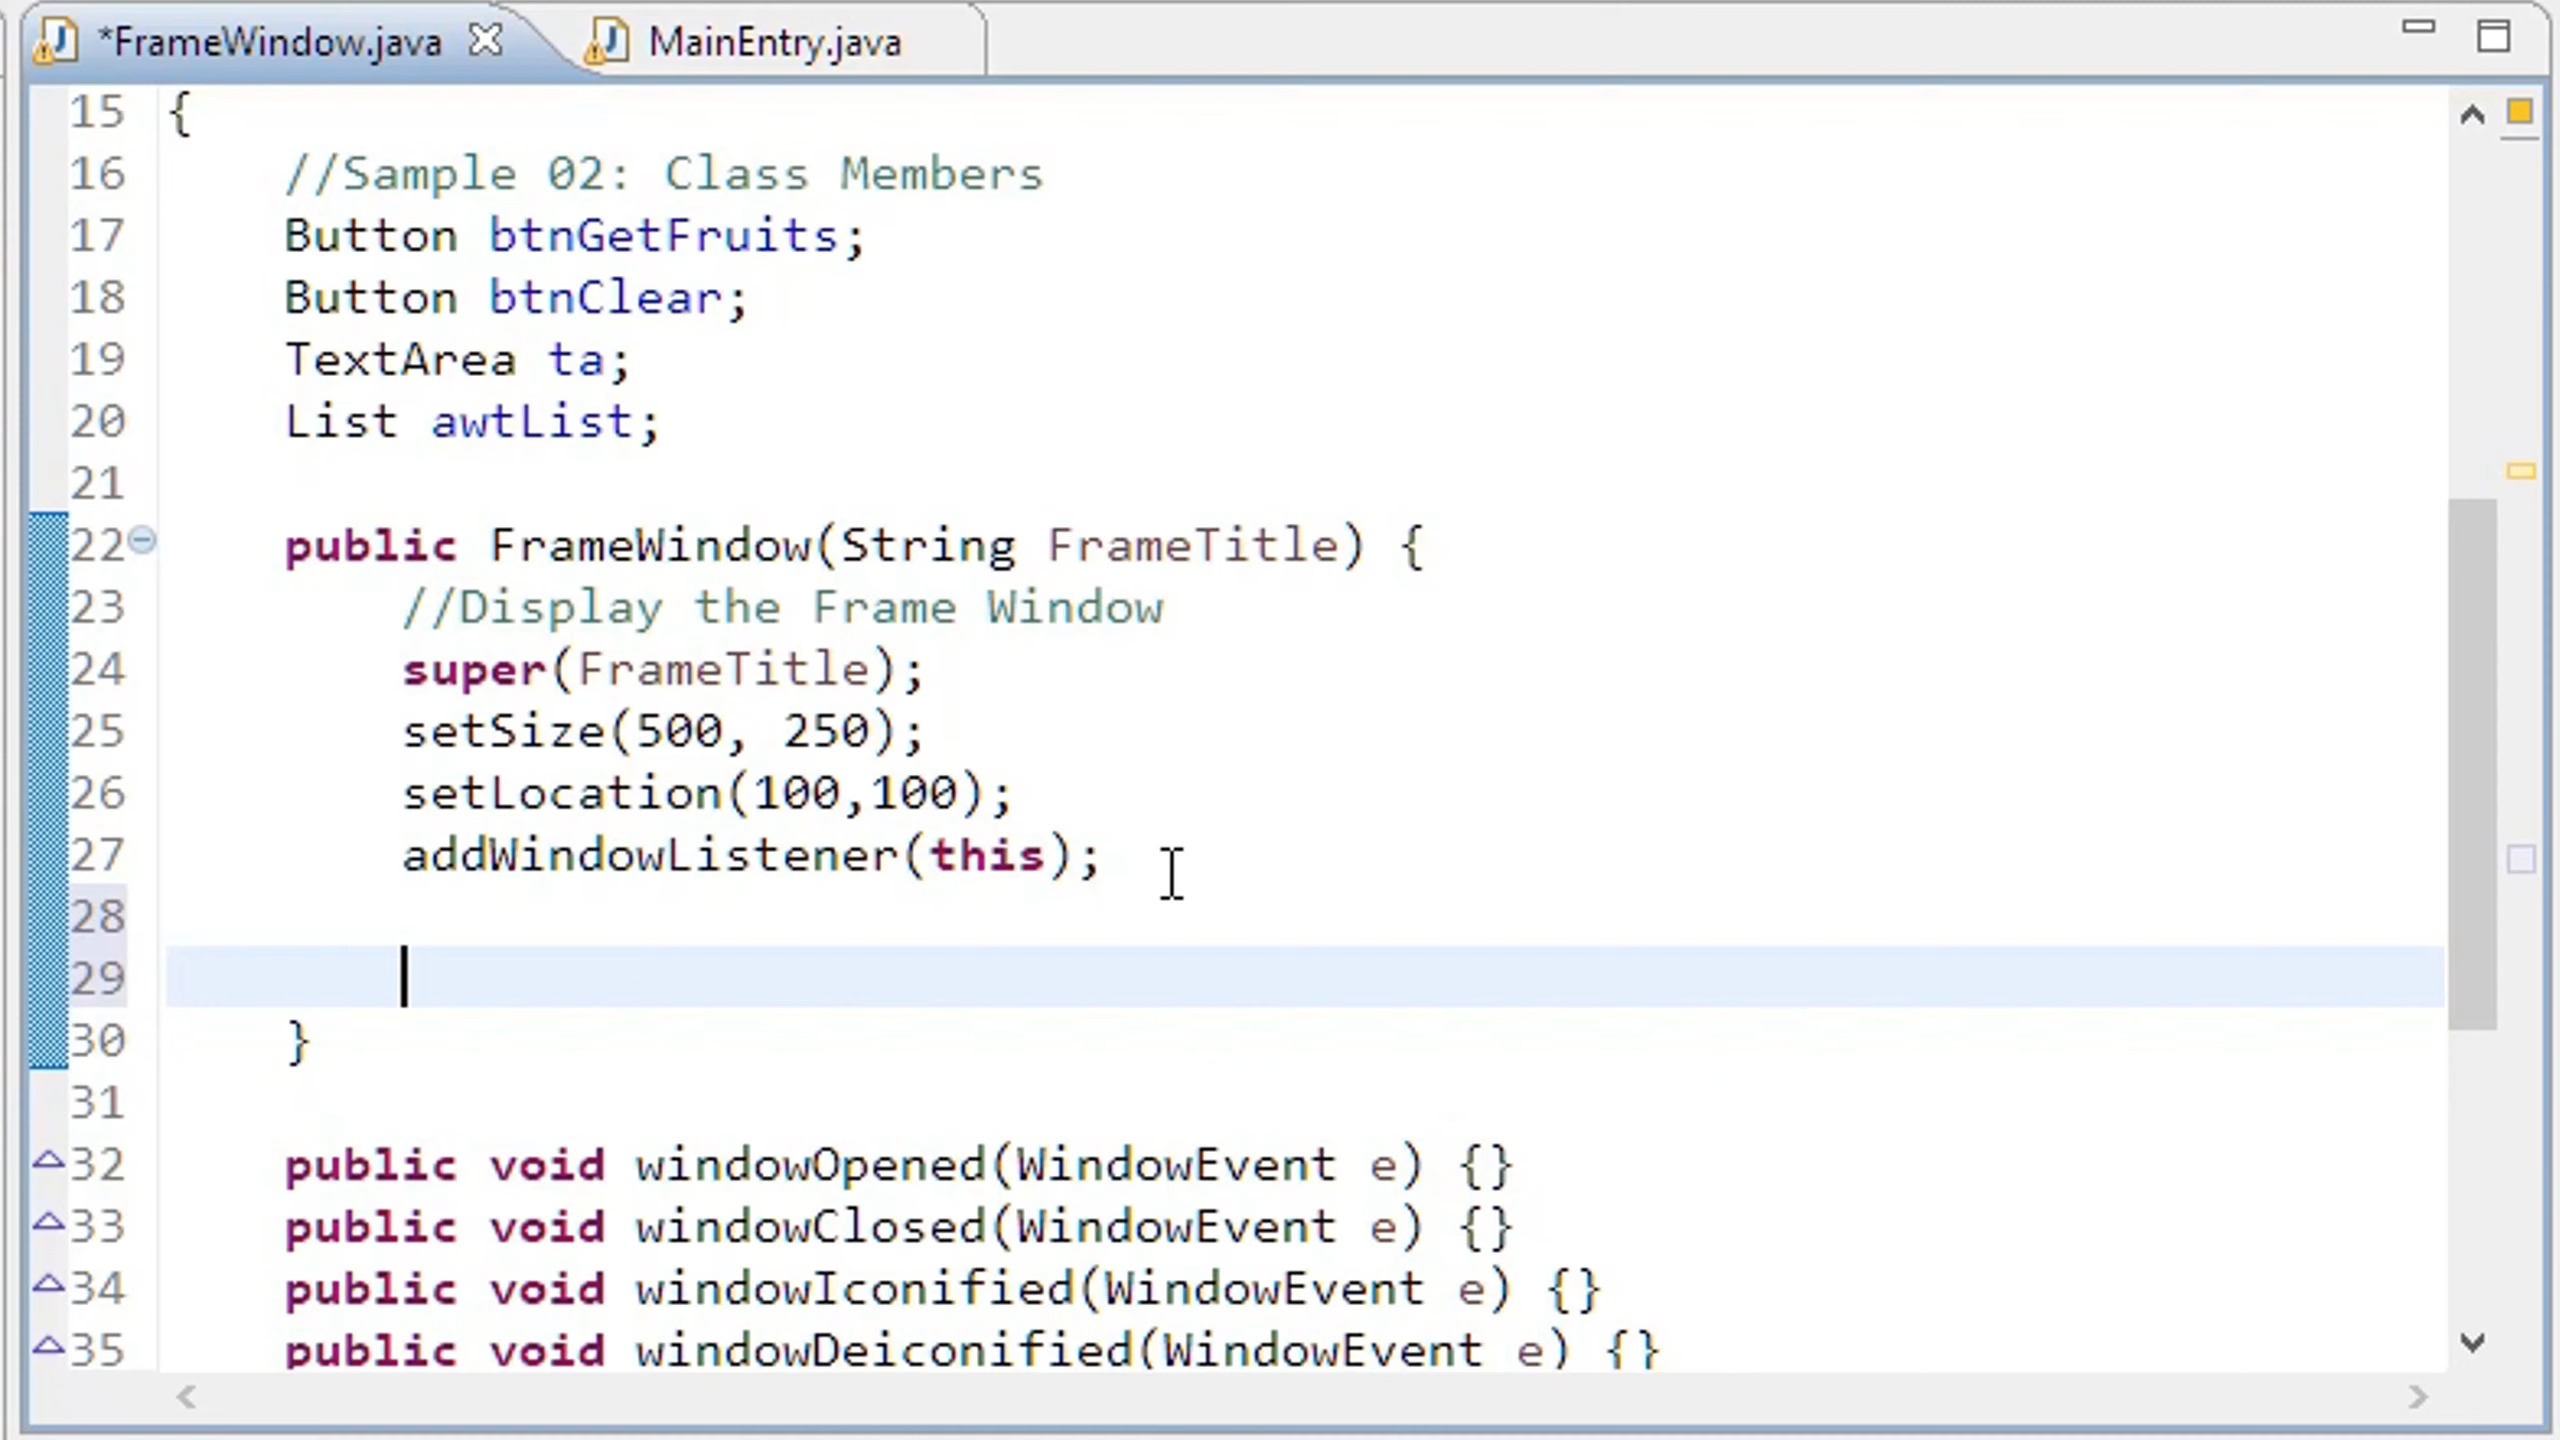 *FrameWindow.java MainEntry.java
15 {
16 //Sample 02: Class Members
17 Button btnGetFruits;
18 Button btnClear;
19 TextArea ta;
20 List awtList;
21
22 public FrameWindow(String FrameTitle) {
23 //Display the Frame Window
24 super(FrameTitle);
25 setSize(500, 250);
26 setLocation(100,100);
27 addWindowListener(this);
28
29
30 }
31
32 public void windowOpened(WindowEvent e) {}
33 public void windowClosed(WindowEvent e) {}
34 public void windowIconified(WindowEvent e) {}
35 public void windowDeiconified(WindowEvent e) {}